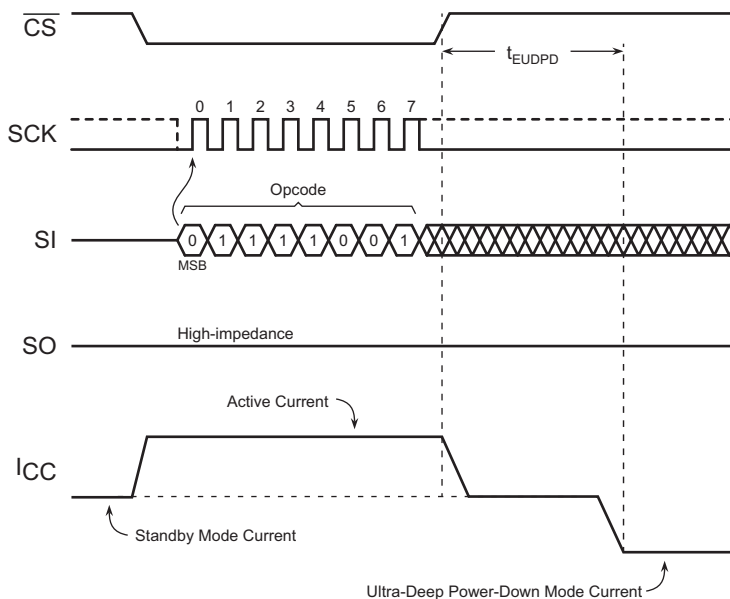 CS
tEUDPD
0 1 2 3 4 5 6 7
SCK
Opcode
SI
0 1 1 1 1 0 0 1
MSB
High-impedance
SO
Active Current
ICC
Standby Mode Current
Ultra-Deep Power-Down Mode Current